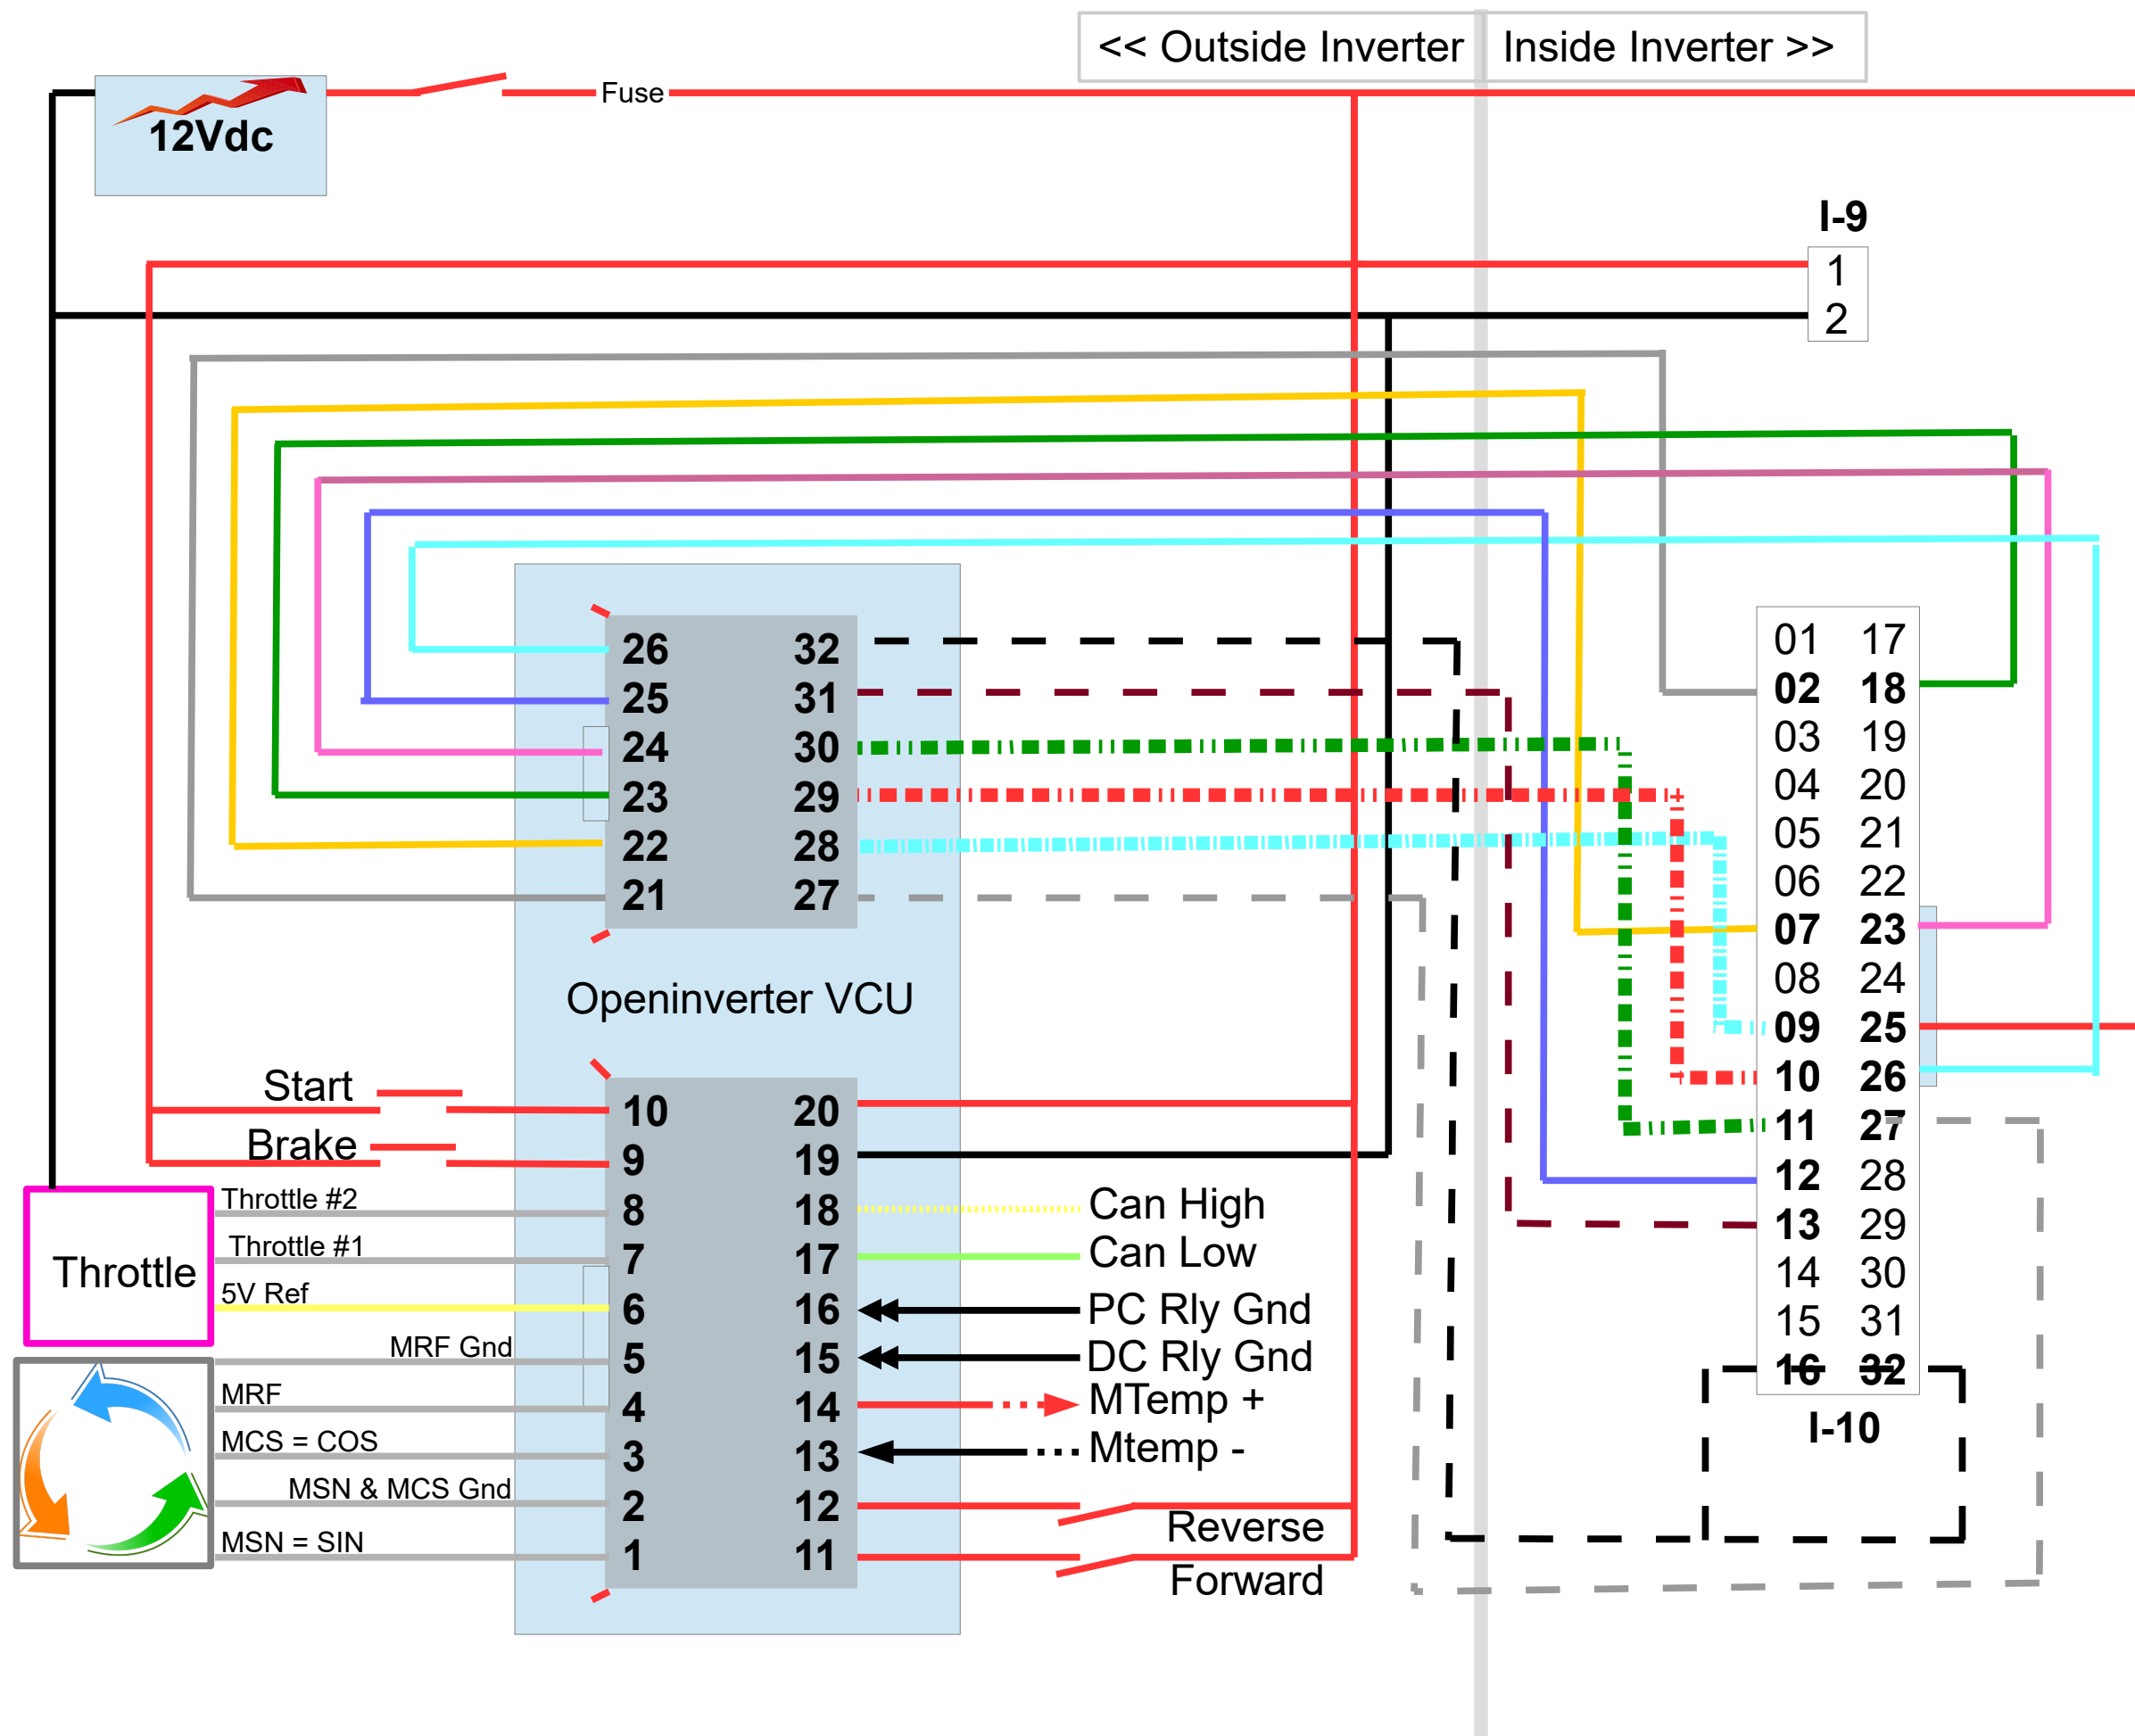 << Outside Inverter
Inside Inverter >>
12Vdc
Fuse
I-9
1
2
26 32
25 31
24 30
23 29
22 28
21 27
Openinverter VCU
01 17
02 18
03 19
04 20
05 21
06 22
07 23
08 24
09 25
10 26
11 27
12 28
13 29
14 30
15 31
16 32
I-10
Start
Brake
Throttle
Throttle #2
Throttle #1
5V Ref
MRF Gnd
MRF
MCS = COS
MSN & MCS Gnd
MSN = SIN
10 20
9 19
8 18
7 17
6 16
5 15
4 14
3 13
2 12
1 11
Can High
Can Low
PC Rly Gnd
DC Rly Gnd
MTemp +
Mtemp -
Reverse
Forward